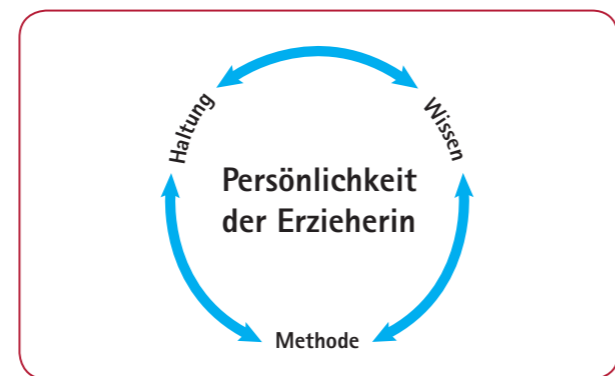 Haltung
Wissen
Persönlichkeit
der Erzieherin
Methode